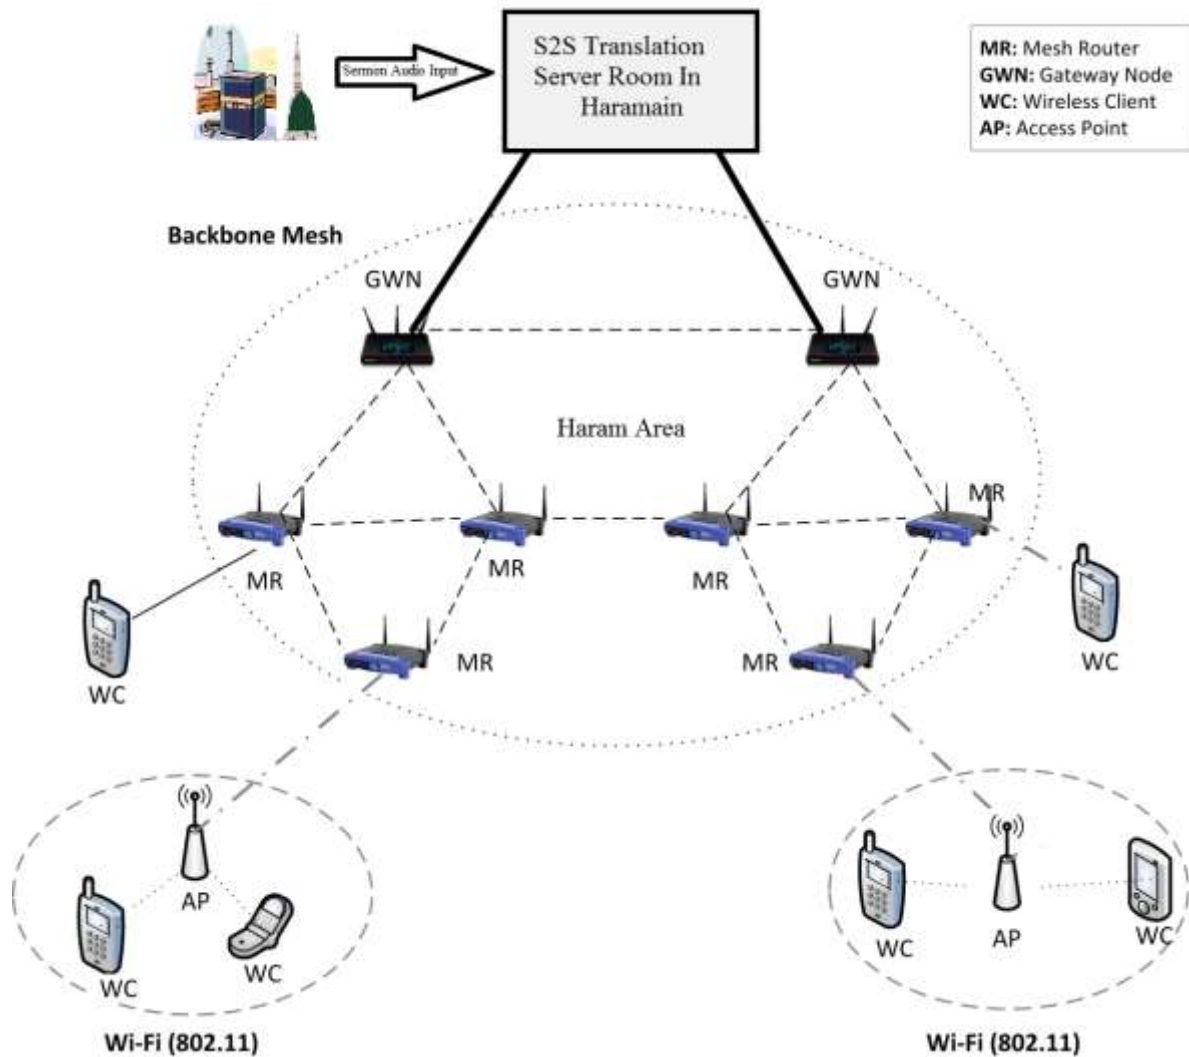 Sermon Audio Input
S2S Translation
Server Room In
Haramain
MR: Mesh Router
GWN: Gateway Node
WC: Wireless Client
AP: Access Point
Backbone Mesh
GWN
GWN
Haram Area
MR
MR
MR
MR
WC
MR
MR
WC
AP
WC
WC
Wi-Fi (802.11)
WC
AP
WC
Wi-Fi (802.11)